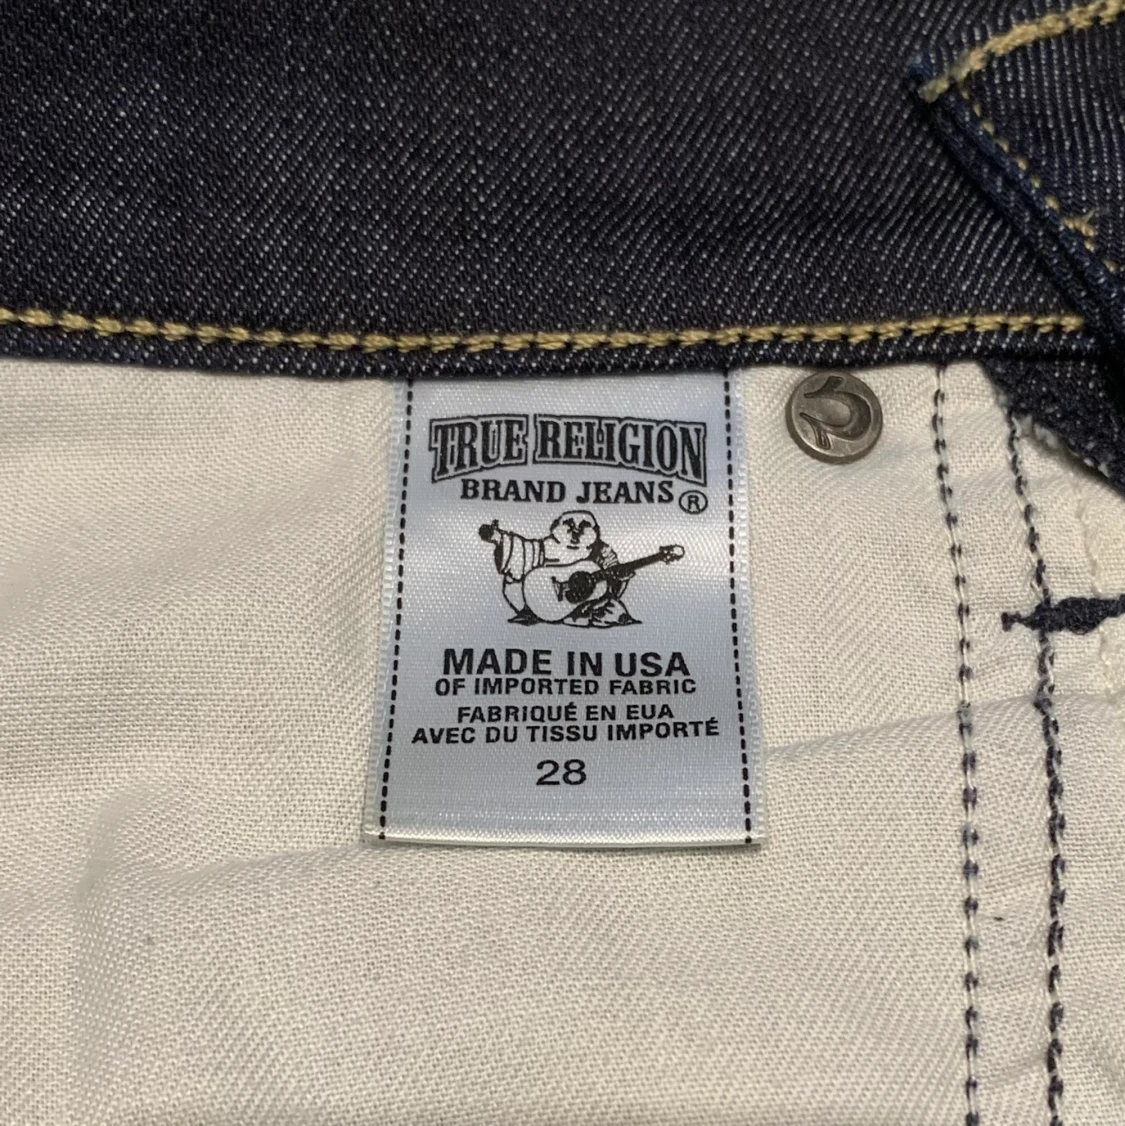 TRUE RELIGION
BRAND JEANS®
MADE IN USA
OF IMPORTED FABRIC
FABRIQUÉ EN EUA
AVEC DU TISSU IMPORTÉ
28